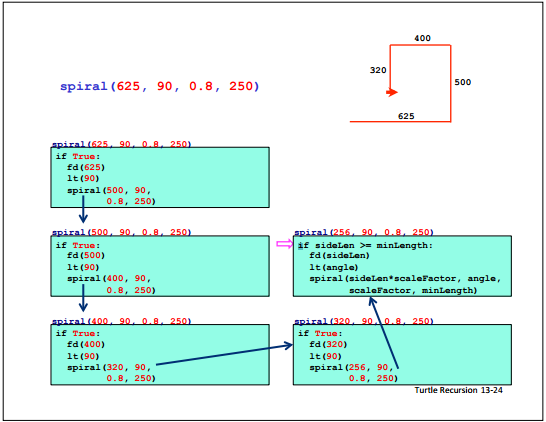 400
320
500
625
spiral(625, 90, 0.8, 250)
spiral(625, 90, 0.8, 250)
if True:
fd(625)
lt(90)
spiral(500, 90,
0.8, 250)
spiral(500, 90, 0.8, 250)
if True:
fd(500)
lt(90)
spiral(400, 90,
0.8, 250)
spiral(400, 90, 0.8, 250)
if True:
fd(400)
lt(90)
spiral(320, 90,
0.8, 250)
spiral(256, 90, 0.8, 250)
if sideLen >= minLength:
fd(sideLen)
lt(angle)
spiral(sideLen*scaleFactor, angle,
scaleFactor, minLength)
spiral(320, 90, 0.8, 250)
if True:
fd(320)
lt(90)
spiral(256, 90,
0.8, 250)
Turtle Recursion 13-24